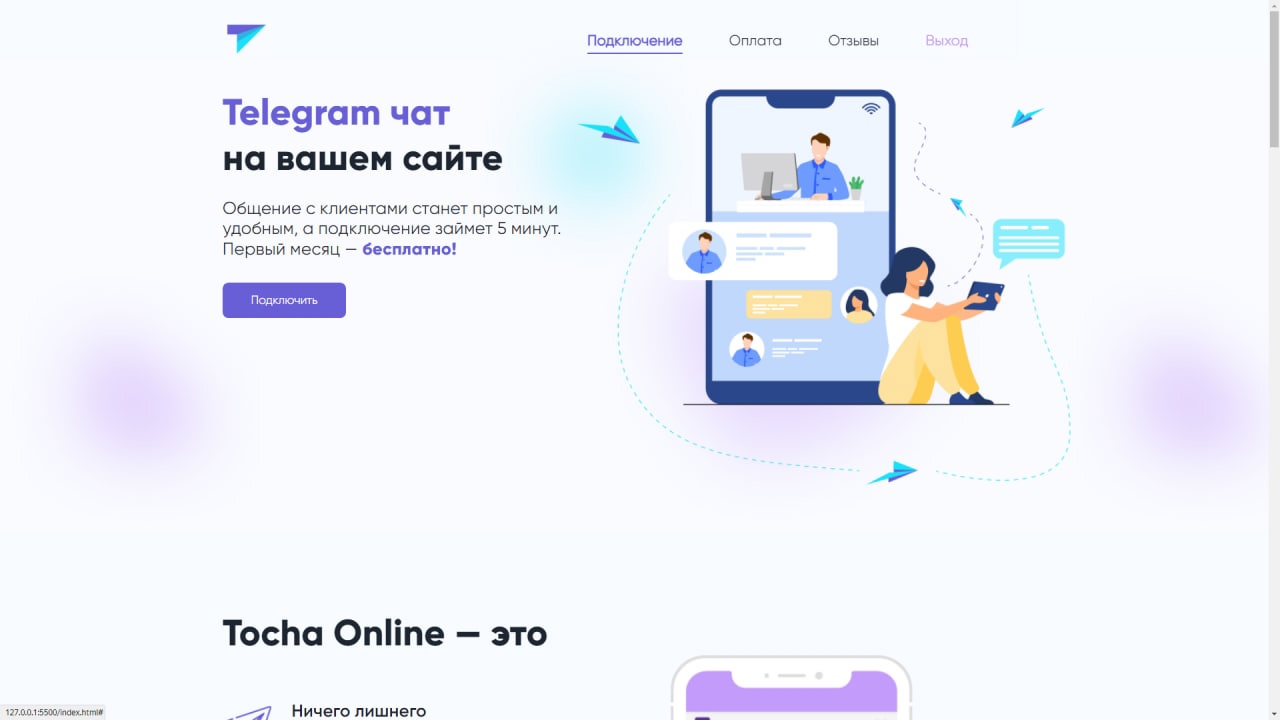 Подключение Оплата Отзывы Выход
Telegram чат
на вашем сайте
Общение с клиентами станет простым и
удобным, а подключение займет 5 минут.
Первый месяц — бесплатно!
Подключить
Tocha Online — это
Ничего лишнего
127.0.0.1:5500/index.html#